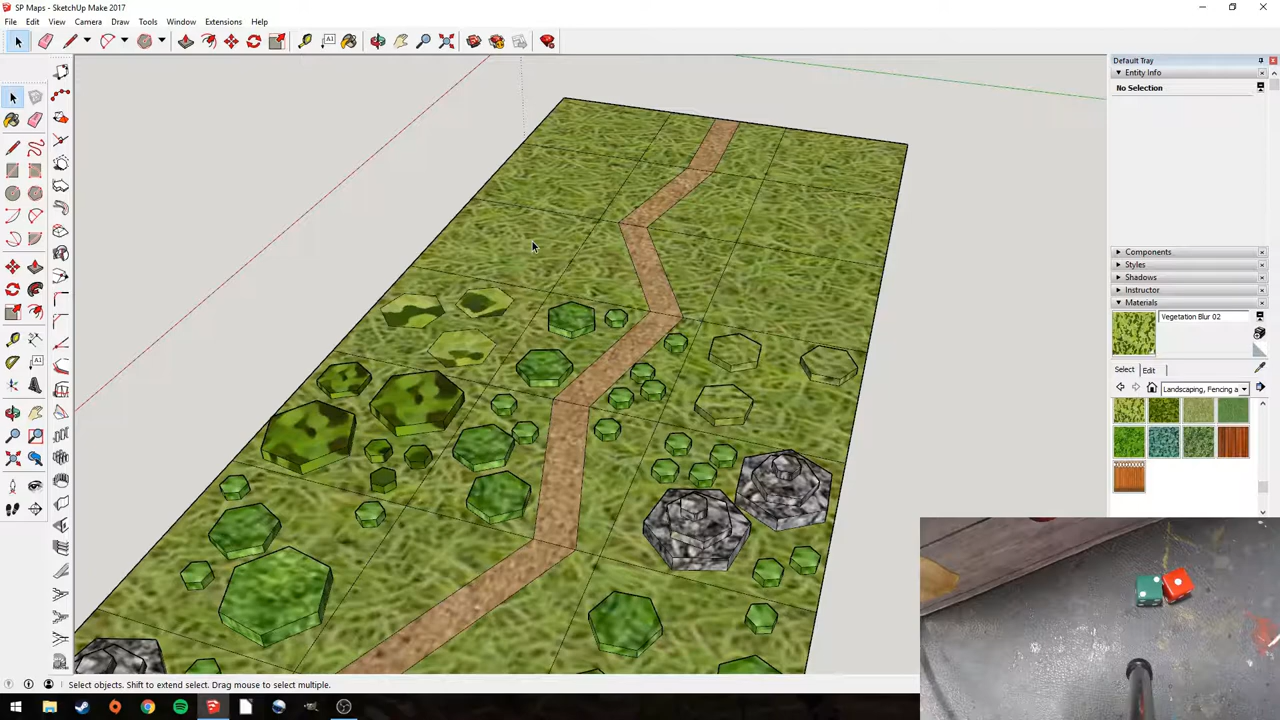 SP Maps - SketchUp Make 2017
File Edit View Camera Draw Tools Window Extensions Help
Default Tray
Entity Info
No Selection
Components
Styles
Shadows
Instructor
Materials
Vegetation Blur 02
Select Edit
Landscaping, Fencing a
Select objects. Shift to extend select. Drag mouse to select multiple.